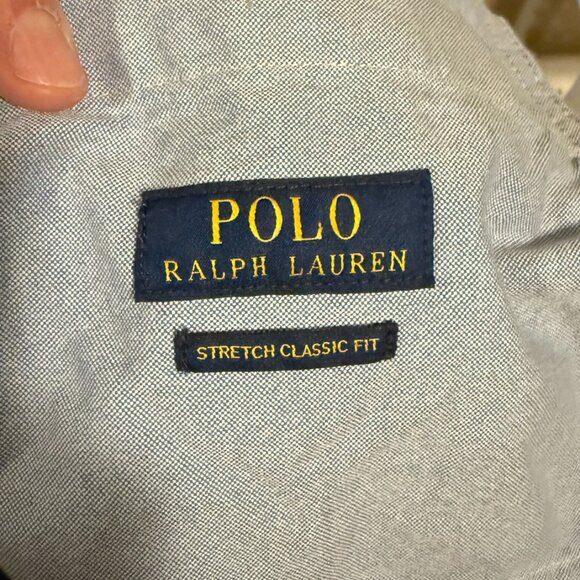 POLO
RALPH LAUREN
STRETCH CLASSIC FIT